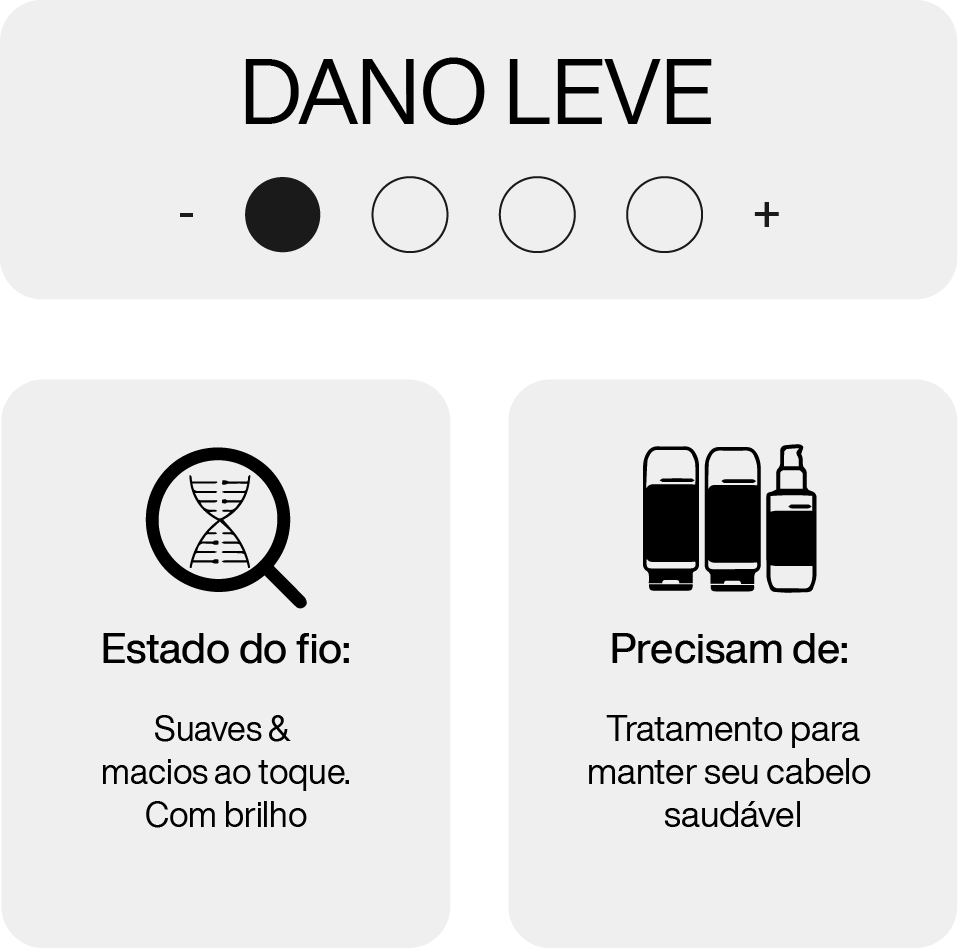 DANO LEVE
- +
Estado do fio:
Suaves &
macios ao toque.
Com brilho
Precisam de:
Tratamento para
manter seu cabelo
saudável